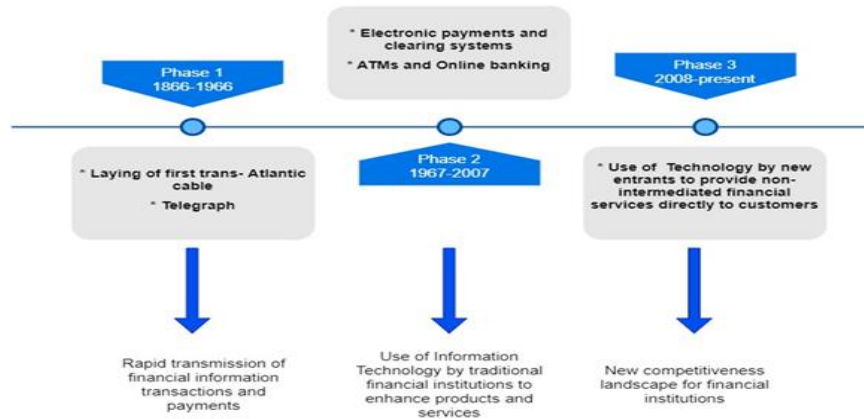 Phase 1
1866-1966
* Laying of first trans- Atlantic
cable
* Telegraph
Rapid transmission of
financial information
transactions and
payments
* Electronic payments and
clearing systems
* ATMs and Online banking
Phase 2
1967-2007
Use of Information
Technology by traditional
financial institutions to
enhance products and
services
Phase 3
2008-present
* Use of Technology by new
entrants to provide non-
intermediated financial
services directly to customers
New competitiveness
landscape for financial
institutions